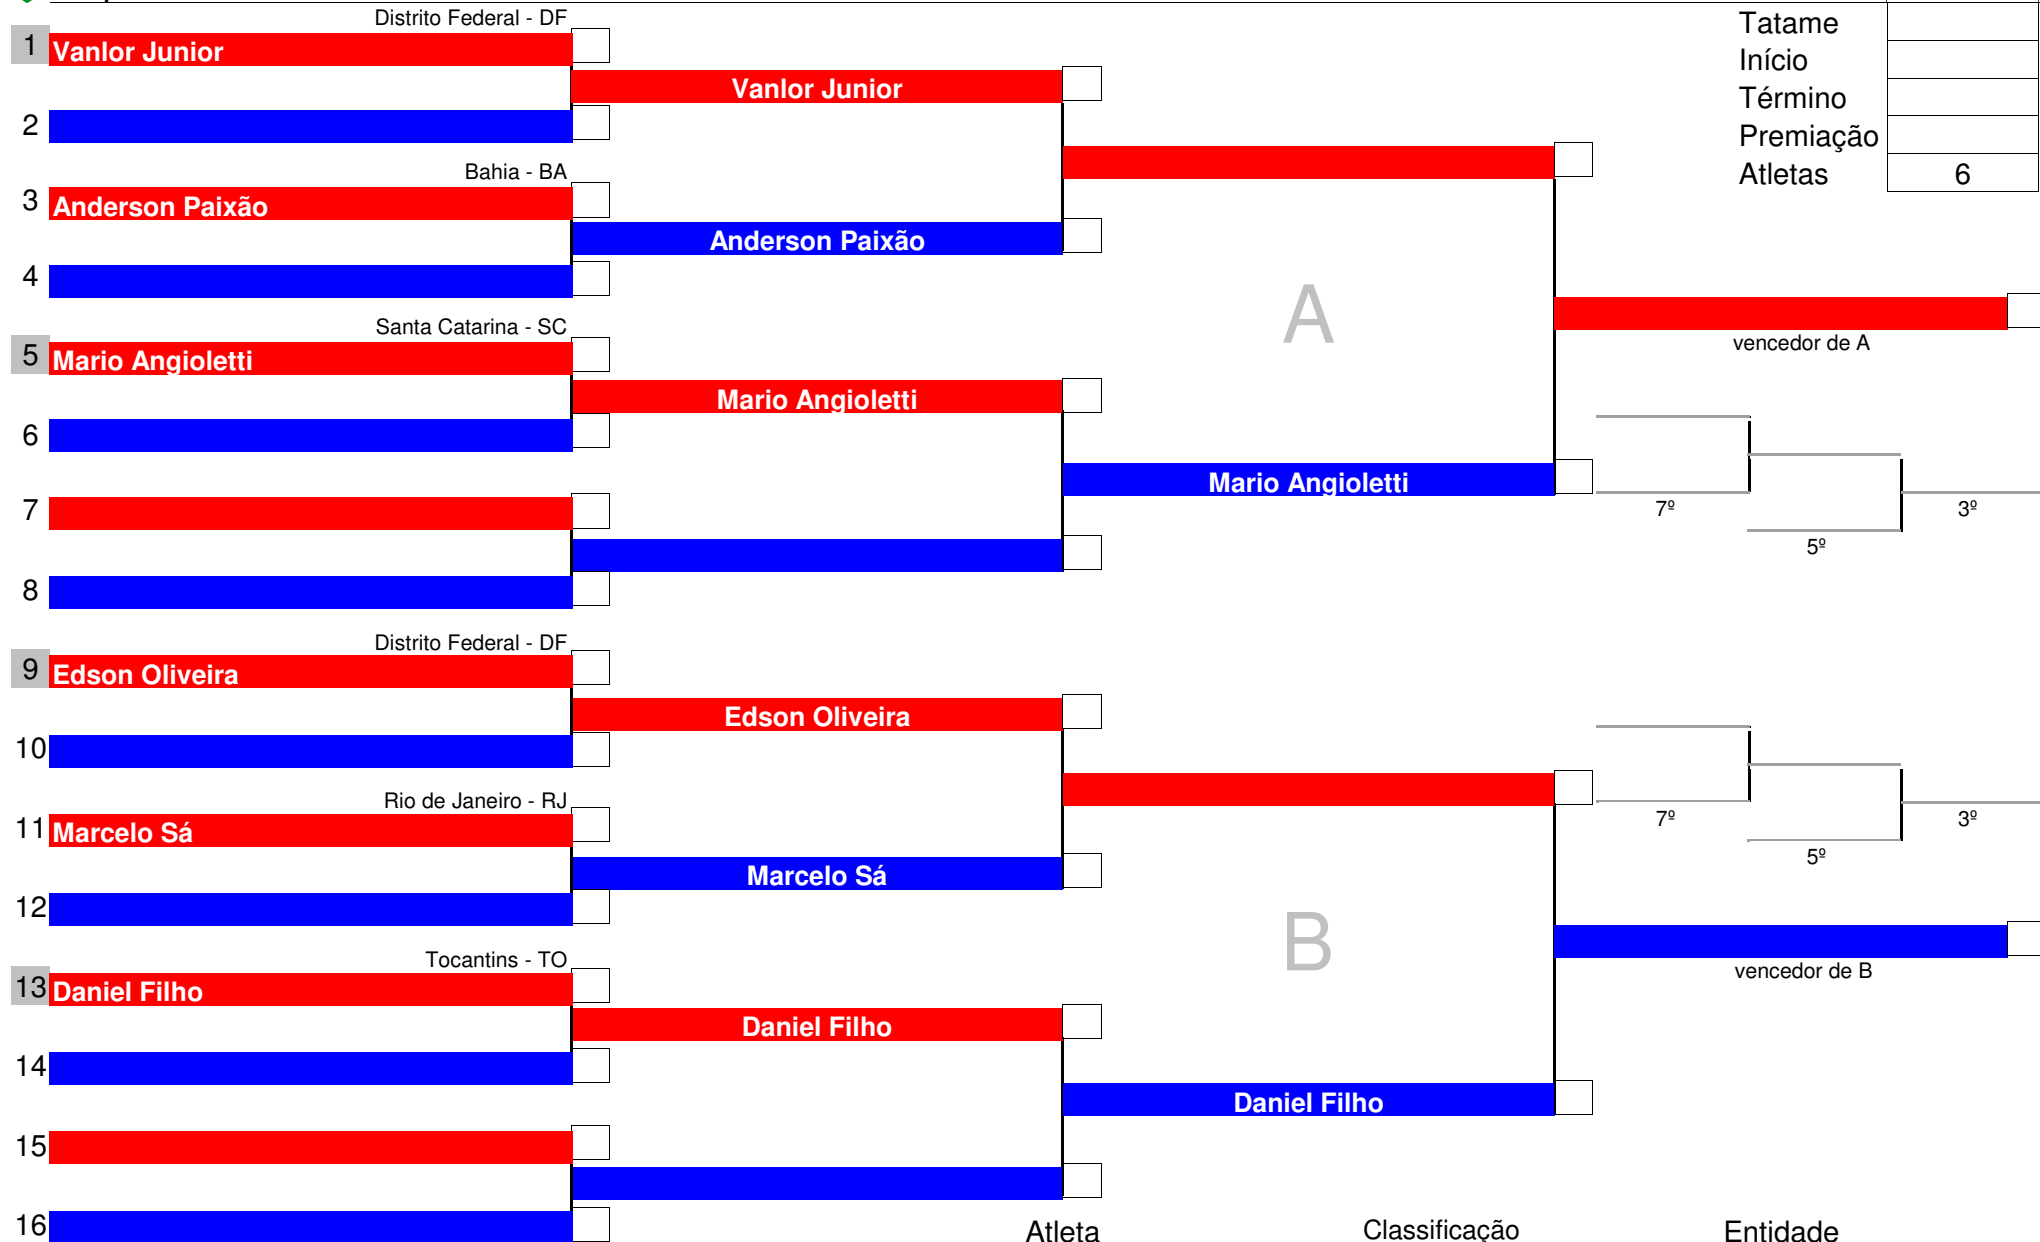 Distrito Federal - DF
1 Vanlor Junior
Vanlor Junior
2
Bahia - BA
3 Anderson Paixão
Anderson Paixão
4
Santa Catarina - SC
5 Mario Angioletti
Mario Angioletti
6
Mario Angioletti
7
8
A
vencedor de A
7º
5º
3º
Distrito Federal - DF
9 Edson Oliveira
Edson Oliveira
10
Rio de Janeiro - RJ
11 Marcelo Sá
Marcelo Sá
12
Tocantins - TO
13 Daniel Filho
Daniel Filho
14
Daniel Filho
15
16
B
vencedor de B
7º
5º
3º
Tatame
Início
Término
Premiação
Atletas 6
Atleta Classificação Entidade